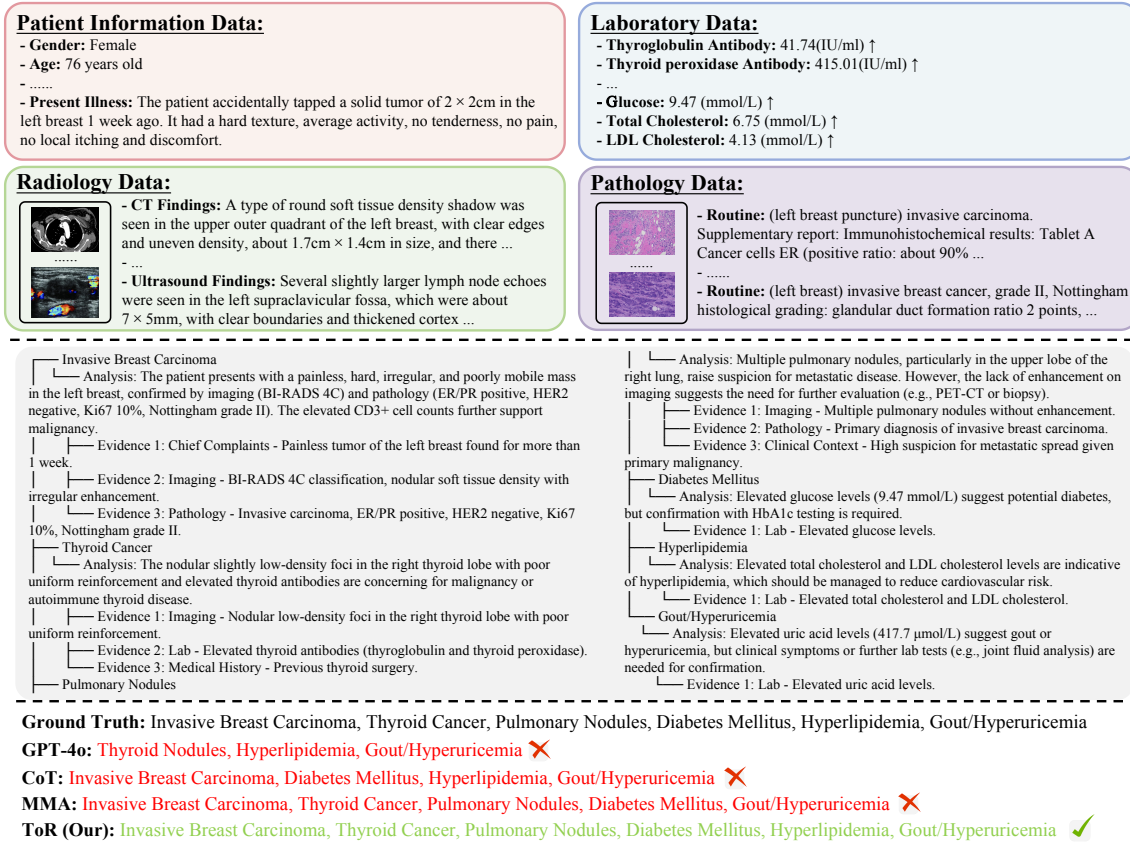 Patient Information Data:
- Gender: Female
- Age: 76 years old
- ......
- Present Illness: The patient accidentally tapped a solid tumor of 2 × 2cm in the
left breast 1 week ago. It had a hard texture, average activity, no tenderness, no pain,
no local itching and discomfort.
Laboratory Data:
- Thyroglobulin Antibody: 41.74(IU/ml) ↑
- Thyroid peroxidase Antibody: 415.01(IU/ml) ↑
- ...
- Glucose: 9.47 (mmol/L) ↑
- Total Cholesterol: 6.75 (mmol/L) ↑
- LDL Cholesterol: 4.13 (mmol/L) ↑
Radiology Data:
......
- CT Findings: A type of round soft tissue density shadow was
seen in the upper outer quadrant of the left breast, with clear edges
and uneven density, about 1.7cm × 1.4cm in size, and there ...
- ...
- Ultrasound Findings: Several slightly larger lymph node echoes
were seen in the left supraclavicular fossa, which were about
7 × 5mm, with clear boundaries and thickened cortex ...
Pathology Data:
......
- Routine: (left breast puncture) invasive carcinoma.
Supplementary report: Immunohistochemical results: Tablet A
Cancer cells ER (positive ratio: about 90% ...
- ......
- Routine: (left breast) invasive breast cancer, grade II, Nottingham
histological grading: glandular duct formation ratio 2 points, ...
┌── Invasive Breast Carcinoma
│ └── Analysis: The patient presents with a painless, hard, irregular, and poorly mobile mass
in the left breast, confirmed by imaging (BI-RADS 4C) and pathology (ER/PR positive, HER2
negative, Ki67 10%, Nottingham grade II). The elevated CD3+ cell counts further support
malignancy.
│ ├── Evidence 1: Chief Complaints - Painless tumor of the left breast found for more than
1 week.
│ ├── Evidence 2: Imaging - BI-RADS 4C classification, nodular soft tissue density with
irregular enhancement.
│ └── Evidence 3: Pathology - Invasive carcinoma, ER/PR positive, HER2 negative, Ki67
10%, Nottingham grade II.
├── Thyroid Cancer
│ └── Analysis: The nodular slightly low-density foci in the right thyroid lobe with poor
uniform reinforcement and elevated thyroid antibodies are concerning for malignancy or
autoimmune thyroid disease.
│ ├── Evidence 1: Imaging - Nodular low-density foci in the right thyroid lobe with poor
uniform reinforcement.
│ ├── Evidence 2: Lab - Elevated thyroid antibodies (thyroglobulin and thyroid peroxidase).
│ └── Evidence 3: Medical History - Previous thyroid surgery.
├── Pulmonary Nodules
│ └── Analysis: Multiple pulmonary nodules, particularly in the upper lobe of the
right lung, raise suspicion for metastatic disease. However, the lack of enhancement on
imaging suggests the need for further evaluation (e.g., PET-CT or biopsy).
│ ├── Evidence 1: Imaging - Multiple pulmonary nodules without enhancement.
│ ├── Evidence 2: Pathology - Primary diagnosis of invasive breast carcinoma.
│ └── Evidence 3: Clinical Context - High suspicion for metastatic spread given
primary malignancy.
├── Diabetes Mellitus
│ └── Analysis: Elevated glucose levels (9.47 mmol/L) suggest potential diabetes,
but confirmation with HbA1c testing is required.
│ └── Evidence 1: Lab - Elevated glucose levels.
├── Hyperlipidemia
│ └── Analysis: Elevated total cholesterol and LDL cholesterol levels are indicative
of hyperlipidemia, which should be managed to reduce cardiovascular risk.
│ └── Evidence 1: Lab - Elevated total cholesterol and LDL cholesterol.
└── Gout/Hyperuricemia
└── Analysis: Elevated uric acid levels (417.7 μmol/L) suggest gout or
hyperuricemia, but clinical symptoms or further lab tests (e.g., joint fluid analysis) are
needed for confirmation.
└── Evidence 1: Lab - Elevated uric acid levels.
Ground Truth: Invasive Breast Carcinoma, Thyroid Cancer, Pulmonary Nodules, Diabetes Mellitus, Hyperlipidemia, Gout/Hyperuricemia
GPT-4o: Thyroid Nodules, Hyperlipidemia, Gout/Hyperuricemia
CoT: Invasive Breast Carcinoma, Diabetes Mellitus, Hyperlipidemia, Gout/Hyperuricemia
MMA: Invasive Breast Carcinoma, Thyroid Cancer, Pulmonary Nodules, Diabetes Mellitus, Gout/Hyperuricemia
ToR (Our): Invasive Breast Carcinoma, Thyroid Cancer, Pulmonary Nodules, Diabetes Mellitus, Hyperlipidemia, Gout/Hyperuricemia